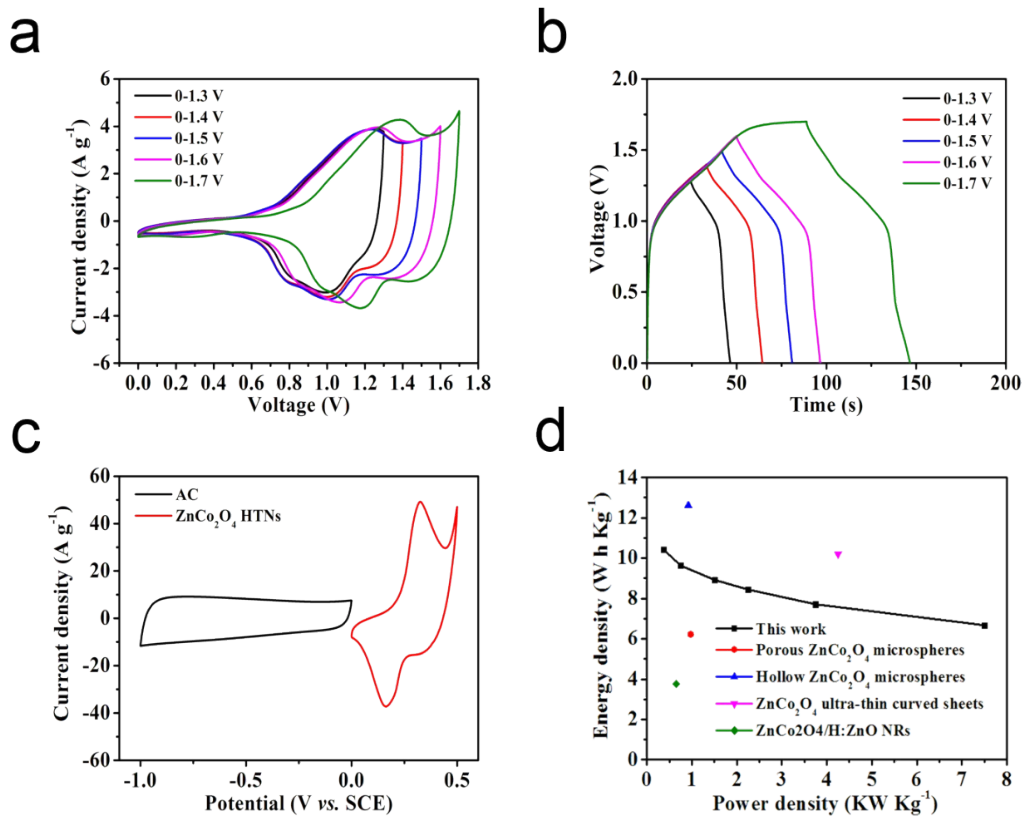 a
6
4
2
0
-2
-4
-6
Current density (A g⁻¹)
0-1.3 V
0-1.4 V
0-1.5 V
0-1.6 V
0-1.7 V
0.0 0.2 0.4 0.6 0.8 1.0 1.2 1.4 1.6 1.8
Voltage (V)
b
2.0
1.5
1.0
0.5
0.0
Voltage (V)
0-1.3 V
0-1.4 V
0-1.5 V
0-1.6 V
0-1.7 V
0 50 100 150 200
Time (s)
c
60
40
20
0
-20
-40
-60
Current density (A g⁻¹)
AC
ZnCo₂O₄ HTNs
-1.0 -0.5 0.0 0.5
Potential (V vs. SCE)
d
14
12
10
8
6
4
2
0
Energy density (W h Kg⁻¹)
This work
Porous ZnCo₂O₄ microspheres
Hollow ZnCo₂O₄ microspheres
ZnCo₂O₄ ultra-thin curved sheets
ZnCo2O4/H:ZnO NRs
0 1 2 3 4 5 6 7 8
Power density (KW Kg⁻¹)